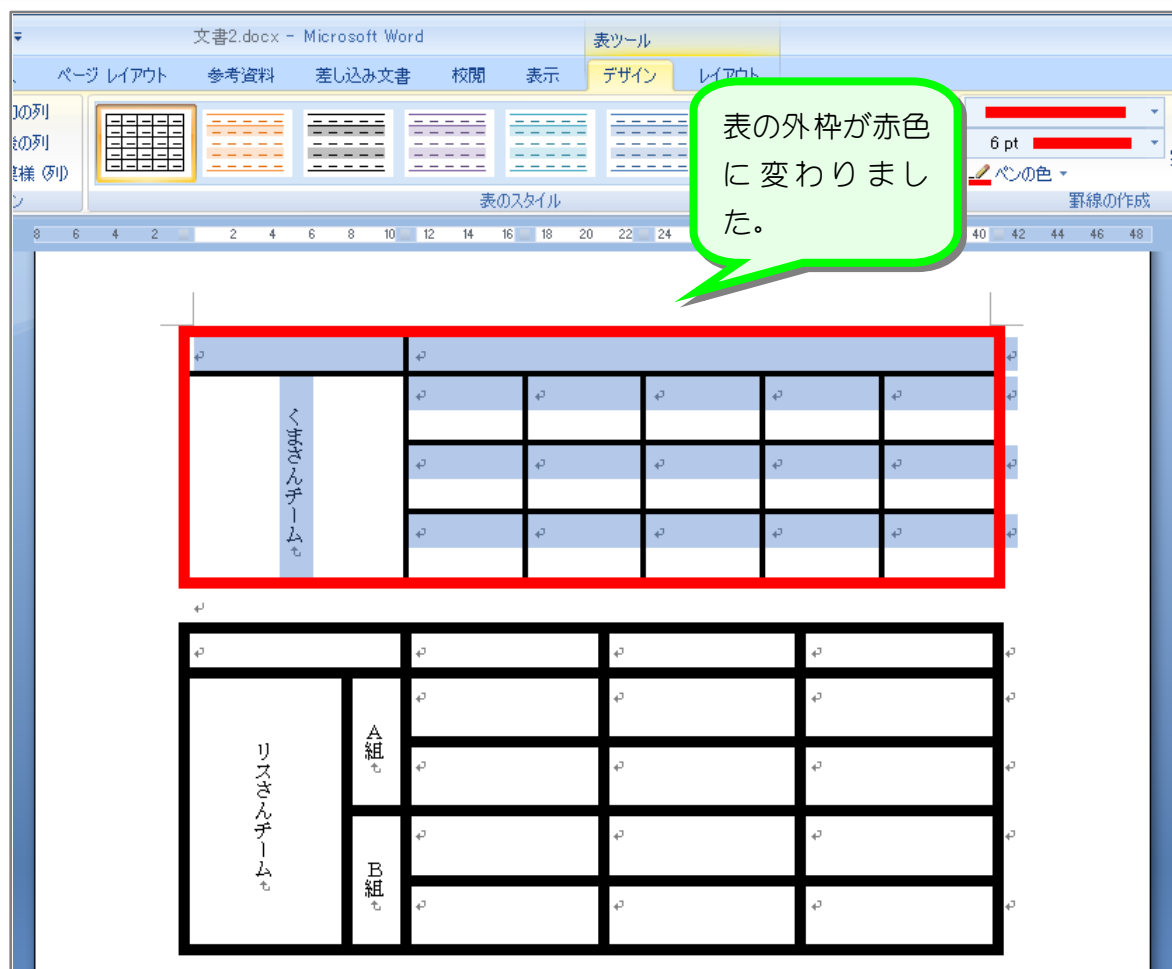 文書2.docx - Microsoft Word
表ツール
ページ レイアウト 参考資料 差し込み文書 校閲 表示 デザイン レイアウト
の列
の列
様 (列)
表のスタイル
6 pt
ペンの色
罫線の作成
表の外枠が赤色
に変わりまし
た。
8 6 4 2 2 4 6 8 10 12 14 16 18 20 22 24 40 42 44 46 48
くまさんチーム
リスさんチーム
A組
B組